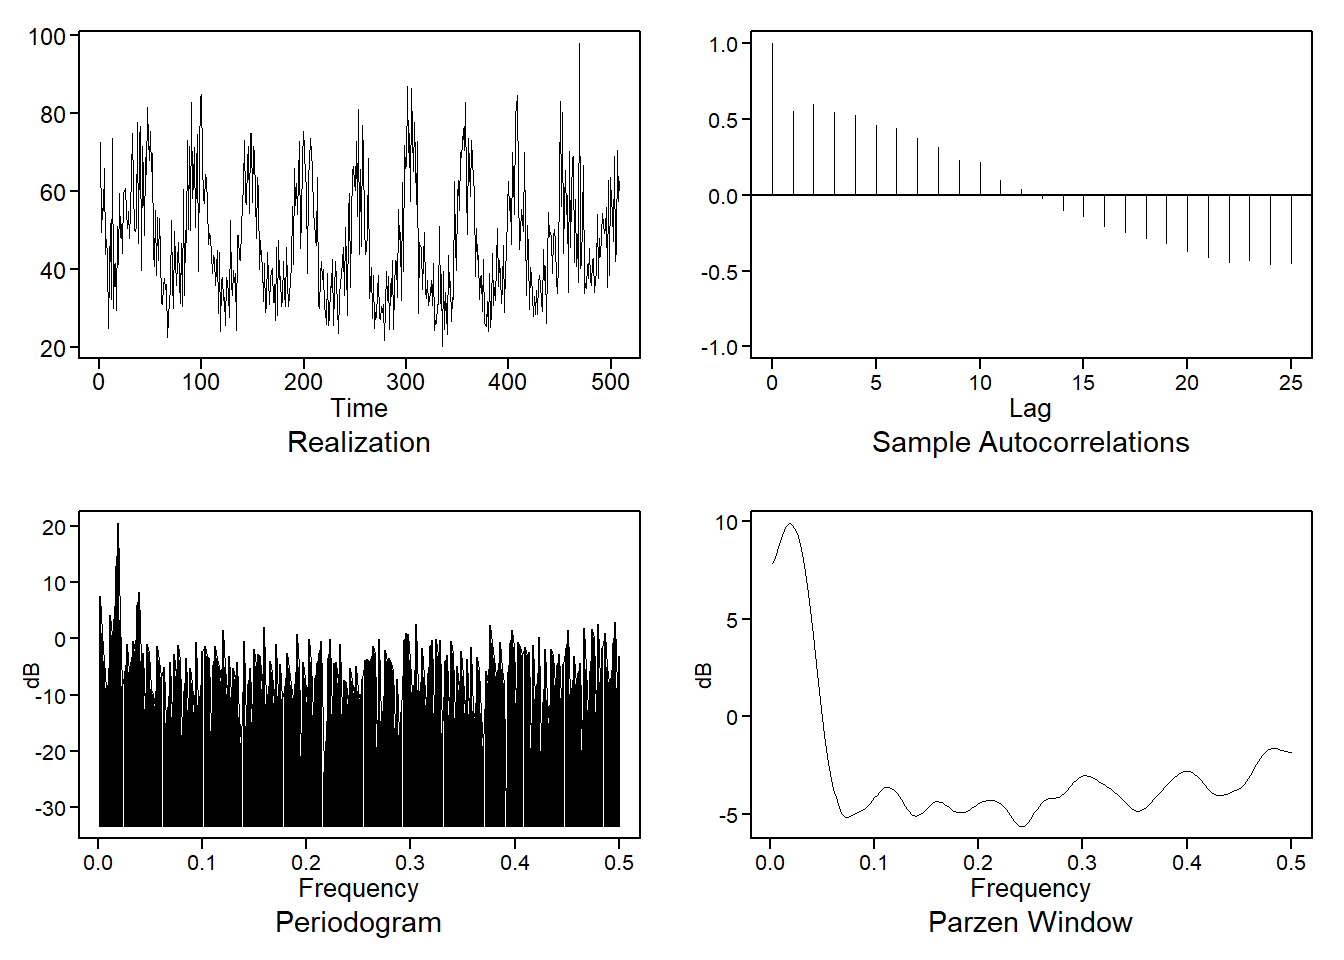 100
80
60
40
20
0 100 200 300 400 500
Time
Realization
1.0
0.5
0.0
-0.5
-1.0
0 5 10 15 20 25
Lag
Sample Autocorrelations
20
10
0
-10
-20
-30
dB
0.0 0.1 0.2 0.3 0.4 0.5
Frequency
Periodogram
10
5
0
-5
dB
0.0 0.1 0.2 0.3 0.4 0.5
Frequency
Parzen Window